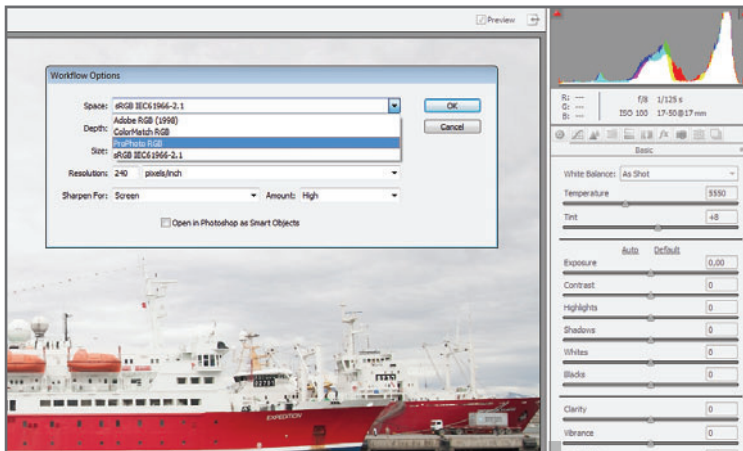 Preview
Workflow Options
Space: sRGB IEC61966-2.1
OK
Adobe RGB (1998)
Depth:
ColorMatch RGB
Cancel
ProPhoto RGB
Size:
sRGB IEC61966-2.1
Resolution: 240 pixels/inch
Sharpen For: Screen Amount: High
Open in Photoshop as Smart Objects
EXPEDITION
R: ---
G: ---
B: ---
f/8 1/125 s
ISO 100 17-50@17 mm
fx
Basic
White Balance: As Shot
Temperature 5550
Tint +8
Auto Default
Exposure 0,00
Contrast 0
Highlights 0
Shadows 0
Whites 0
Blacks 0
Clarity 0
Vibrance 0